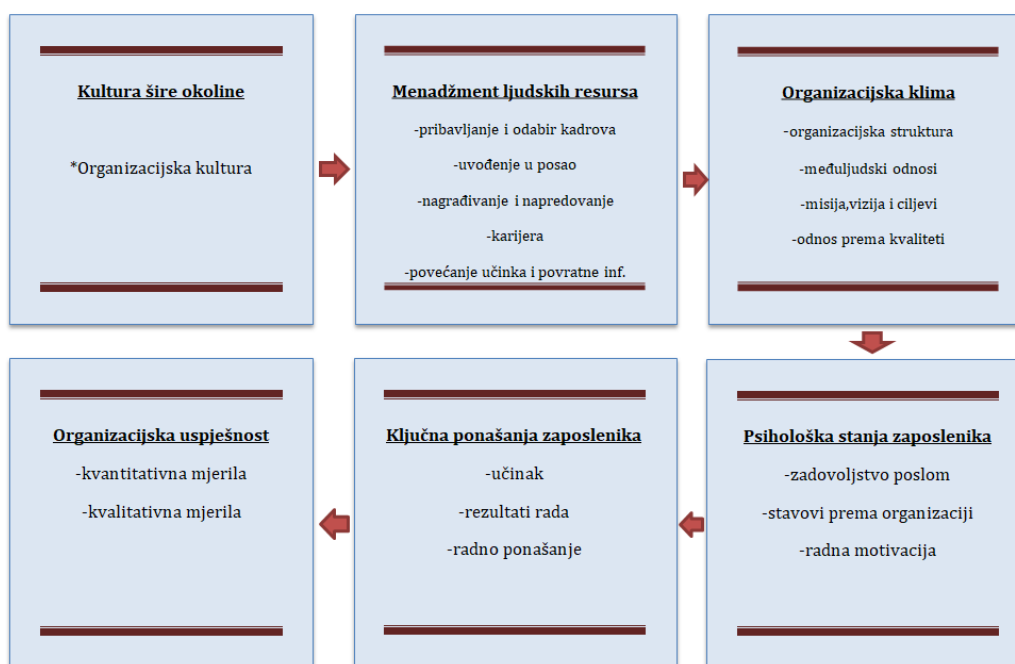 Kultura šire okoline
*Organizacijska kultura
Menadžment ljudskih resursa
-pribavljanje i odabir kadrova
-uvođenje u posao
-nagrađivanje i napredovanje
-karijera
-povećanje učinka i povratne inf.
Organizacijska klima
-organizacijska struktura
-međuljudski odnosi
-misija,vizija i ciljevi
-odnos prema kvaliteti
Psihološka stanja zaposlenika
-zadovoljstvo poslom
-stavovi prema organizaciji
-radna motivacija
Ključna ponašanja zaposlenika
-učinak
-rezultati rada
-radno ponašanje
Organizacijska uspješnost
-kvantitativna mjerila
-kvalitativna mjerila